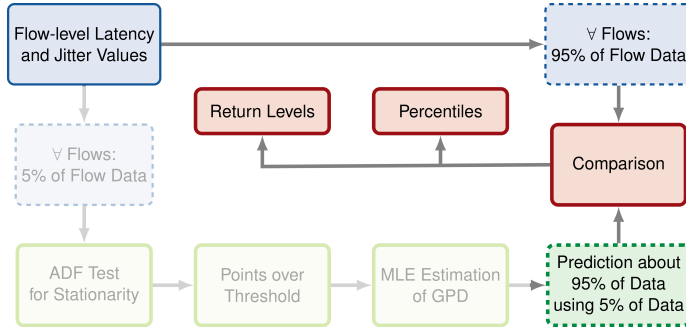 Flow-level Latency
and Jitter Values
∀ Flows:
95% of Flow Data
Return Levels
Percentiles
∀ Flows:
5% of Flow Data
Comparison
ADF Test
for Stationarity
Points over
Threshold
MLE Estimation
of GPD
Prediction about
95% of Data
using 5% of Data